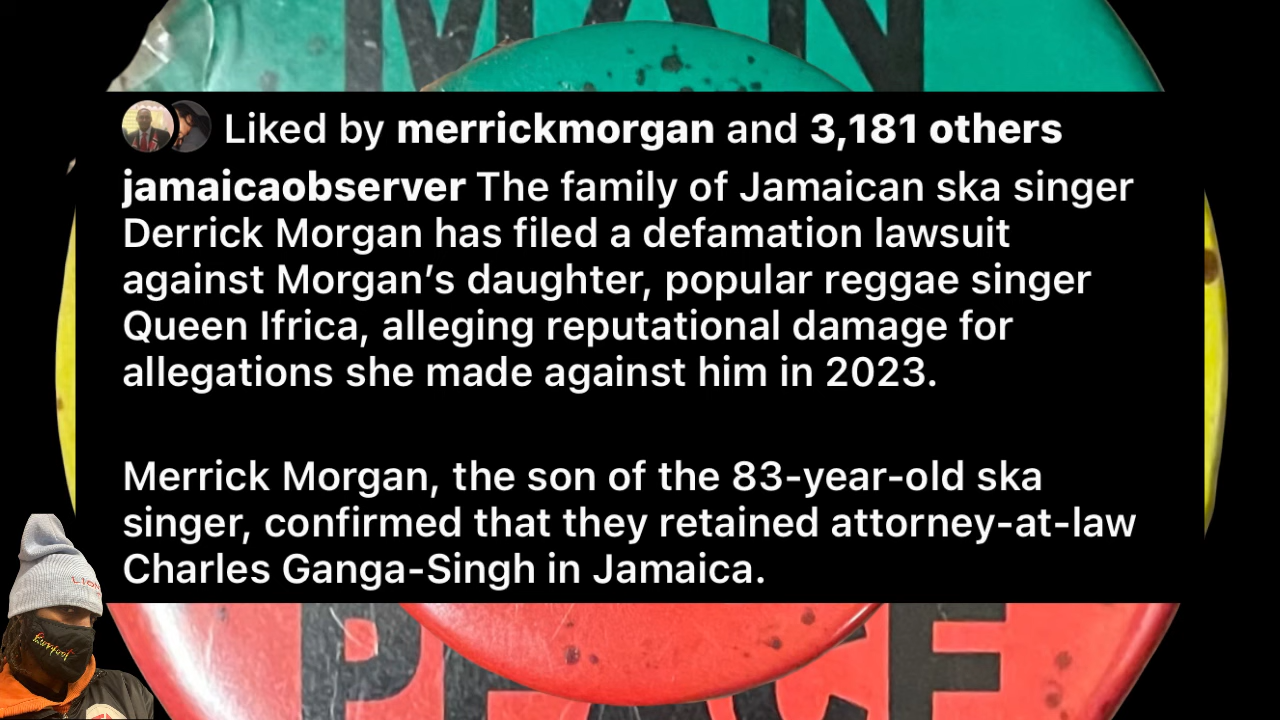 MAN
Liked by merrickmorgan and 3,181 others
jamaicaobserver The family of Jamaican ska singer
Derrick Morgan has filed a defamation lawsuit
against Morgan’s daughter, popular reggae singer
Queen Ifrica, alleging reputational damage for
allegations she made against him in 2023.
Merrick Morgan, the son of the 83-year-old ska
singer, confirmed that they retained attorney-at-law
Charles Ganga-Singh in Jamaica.
PEACE